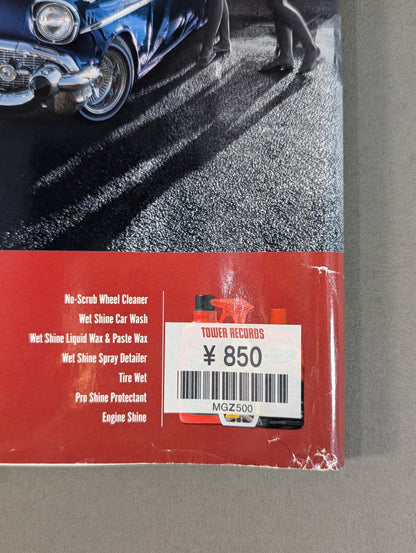 No-Scrub Wheel Cleaner
Wet Shine Car Wash
Wet Shine Liquid Wax & Paste Wax
Wet Shine Spray Detailer
Tire Wet
Pro Shine Protectant
Engine Shine
TOWER RECORDS
¥ 850
MGZ500